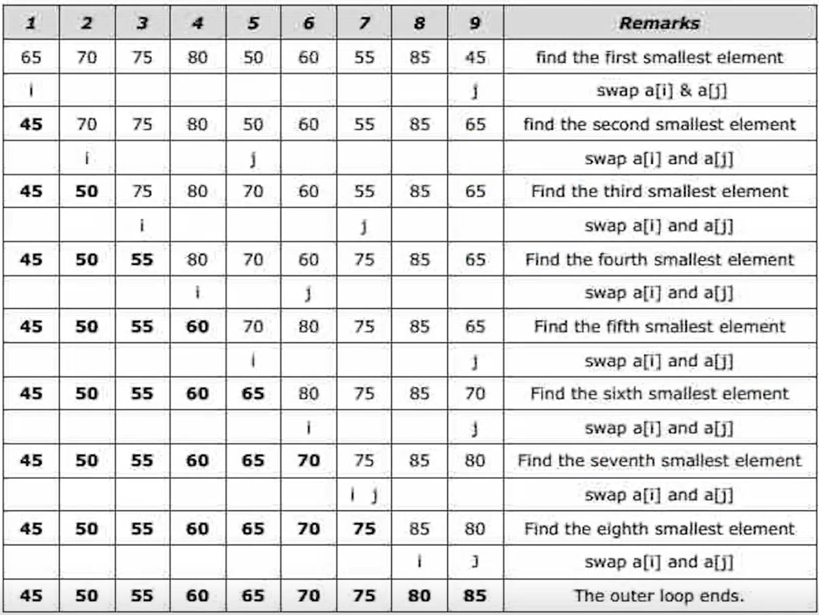 1 2 3 4 5 6 7 8 9 Remarks
65 70 75 80 50 60 55 85 45 find the first smallest element
i j swap a[i] & a[j]
45 70 75 80 50 60 55 85 65 find the second smallest element
i j swap a[i] and a[j]
45 50 75 80 70 60 55 85 65 Find the third smallest element
i j swap a[i] and a[j]
45 50 55 80 70 60 75 85 65 Find the fourth smallest element
i j swap a[i] and a[j]
45 50 55 60 70 80 75 85 65 Find the fifth smallest element
i j swap a[i] and a[j]
45 50 55 60 65 80 75 85 70 Find the sixth smallest element
i j swap a[i] and a[j]
45 50 55 60 65 70 75 85 80 Find the seventh smallest element
i j swap a[i] and a[j]
45 50 55 60 65 70 75 85 80 Find the eighth smallest element
i J swap a[i] and a[j]
45 50 55 60 65 70 75 80 85 The outer loop ends.